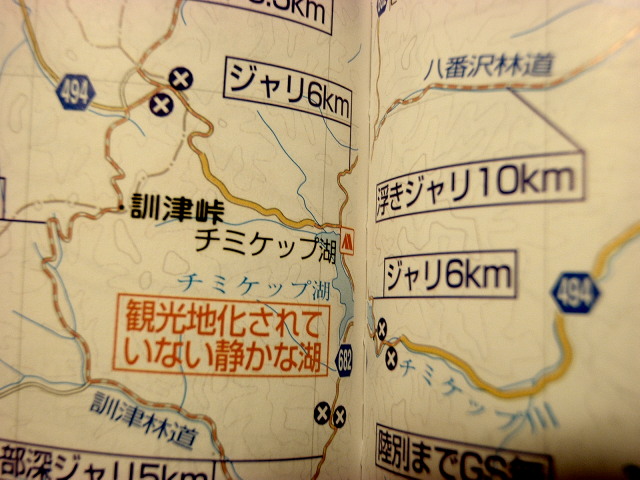 5km
494
ジャリ6km
訓津峠
チミケップ湖
チミケップ湖
観光地化されて
いない静かな湖
682
訓津林道
部深ジャリ5km
八番沢林道
浮きジャリ10km
ジャリ6km
494
チミケップ川
陸別までGS無